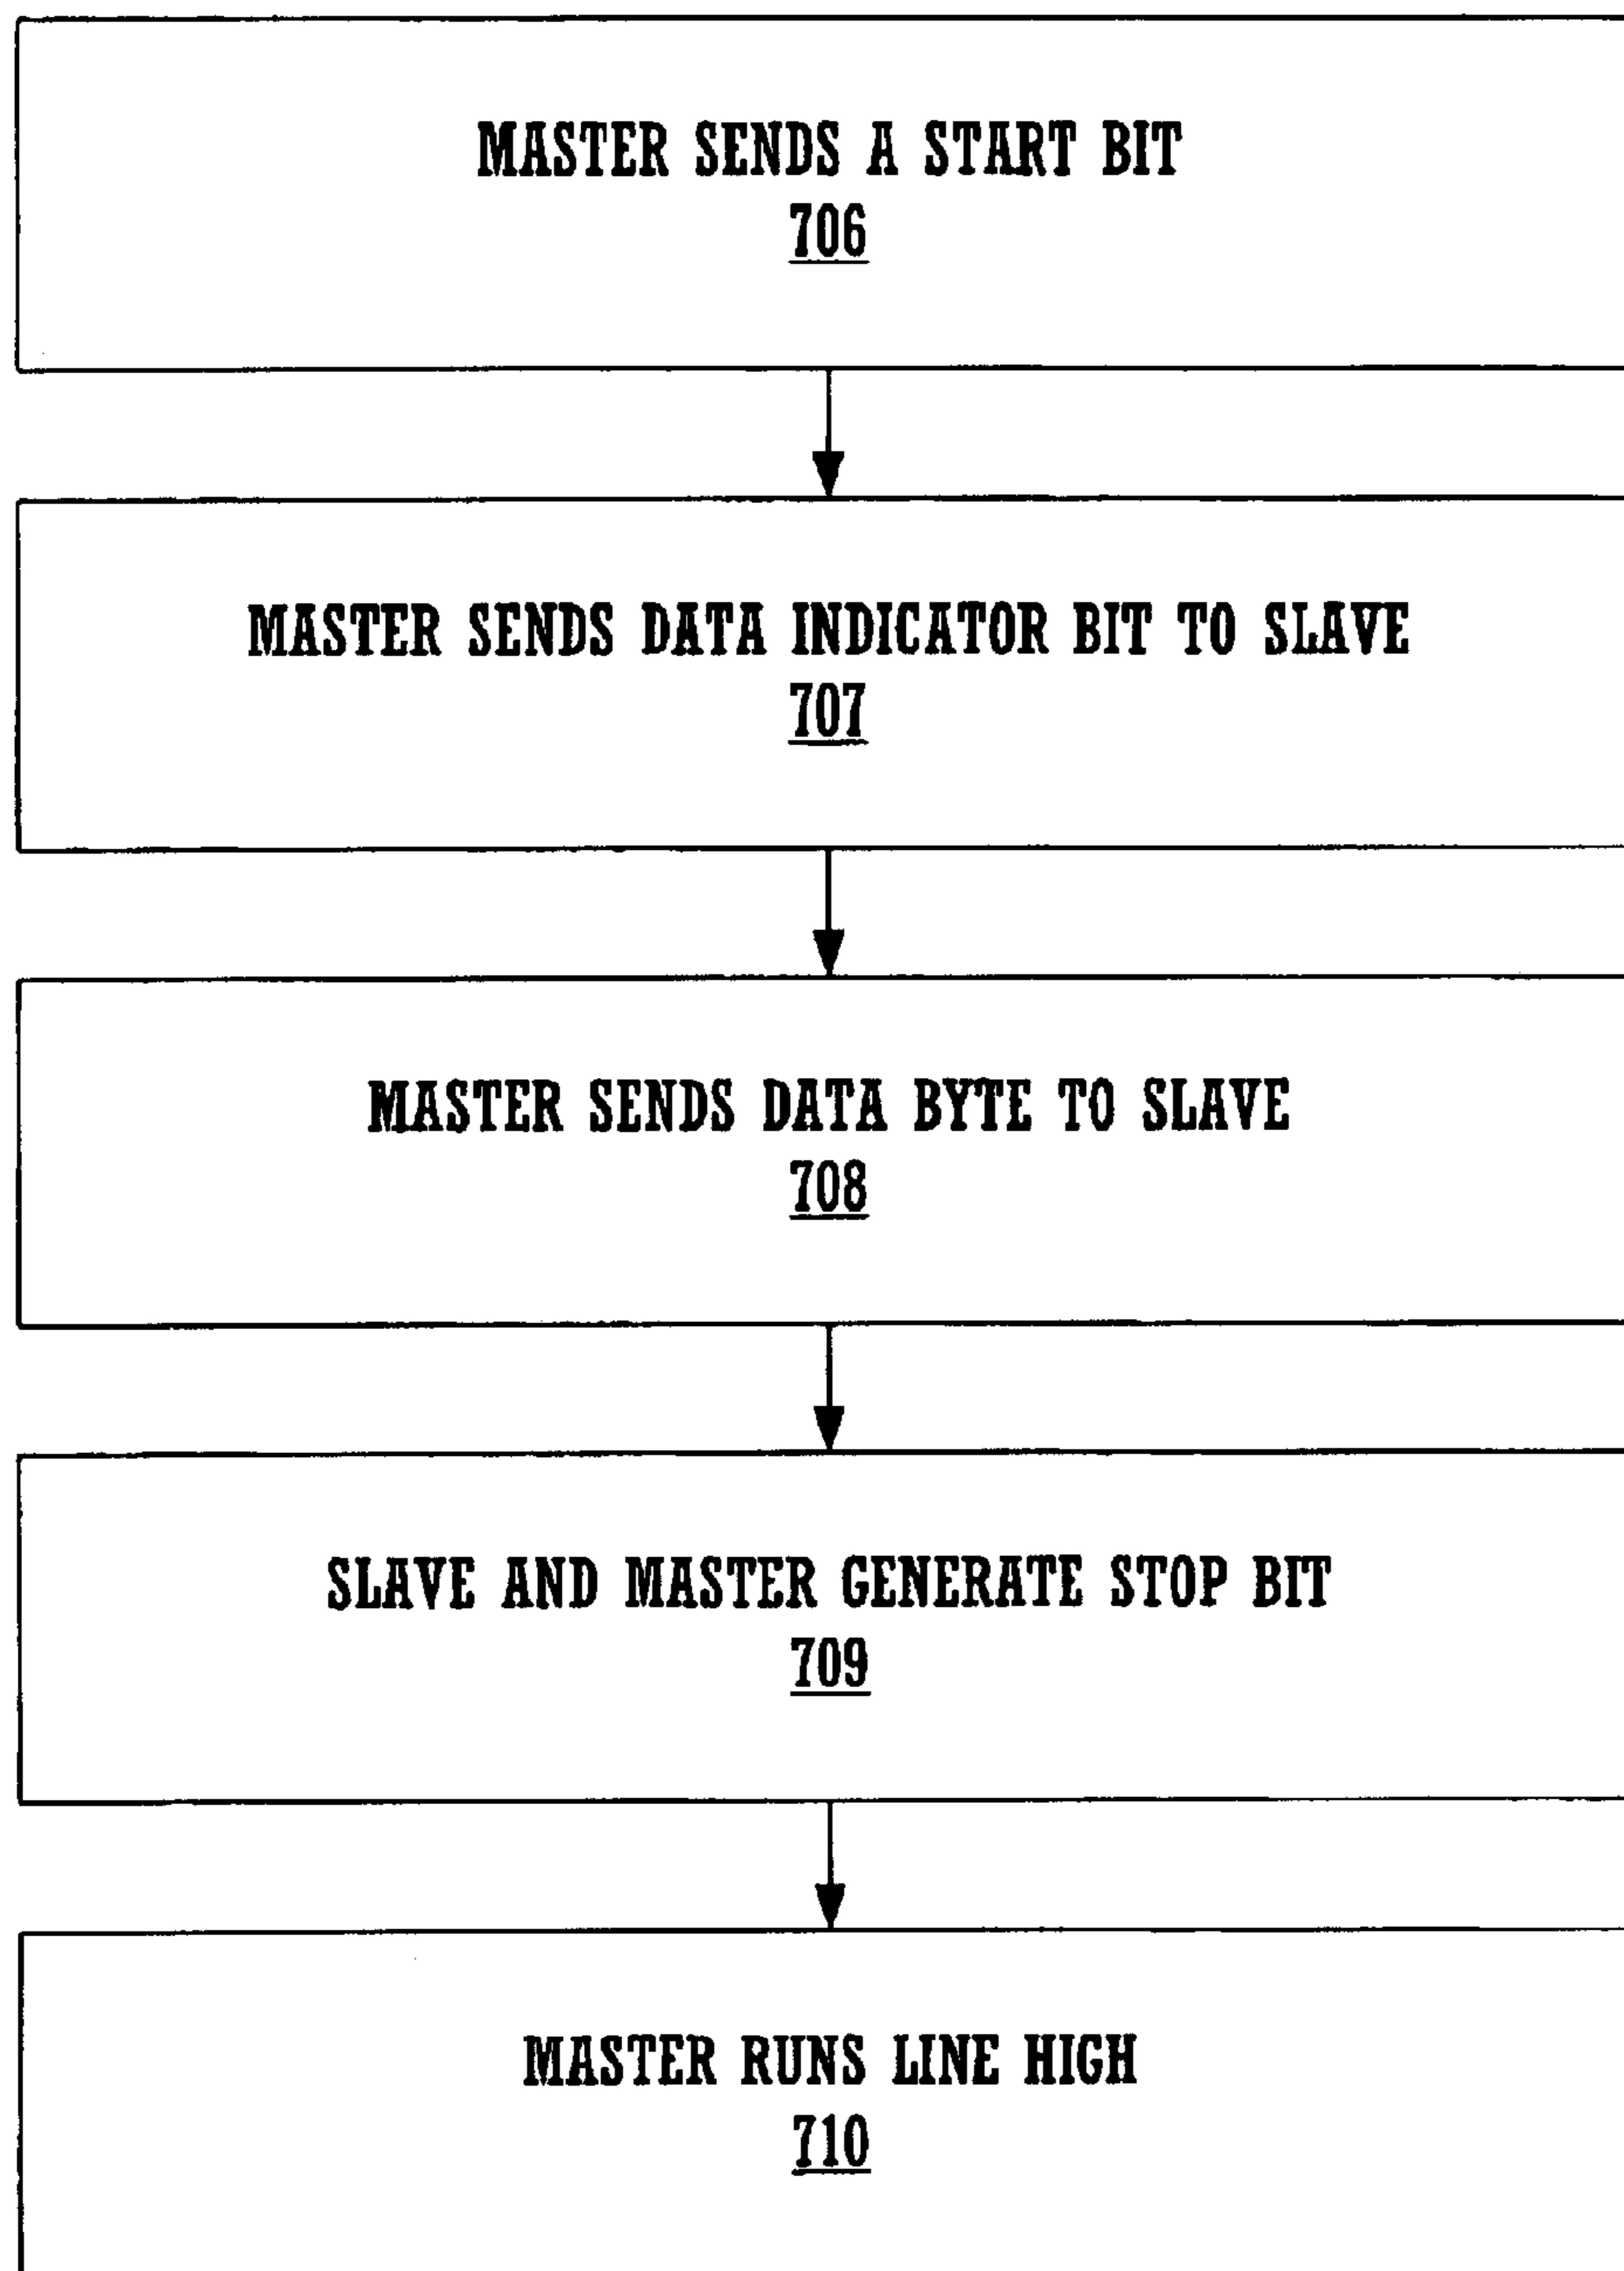 MASTER SENDS A START BIT
706
MASTER SENDS DATA INDICATOR BIT TO SLAVE
707
MASTER SENDS DATA BYTE TO SLAVE
708
SLAVE AND MASTER GENERATE STOP BIT
709
MASTER RUNS LINE HIGH
710